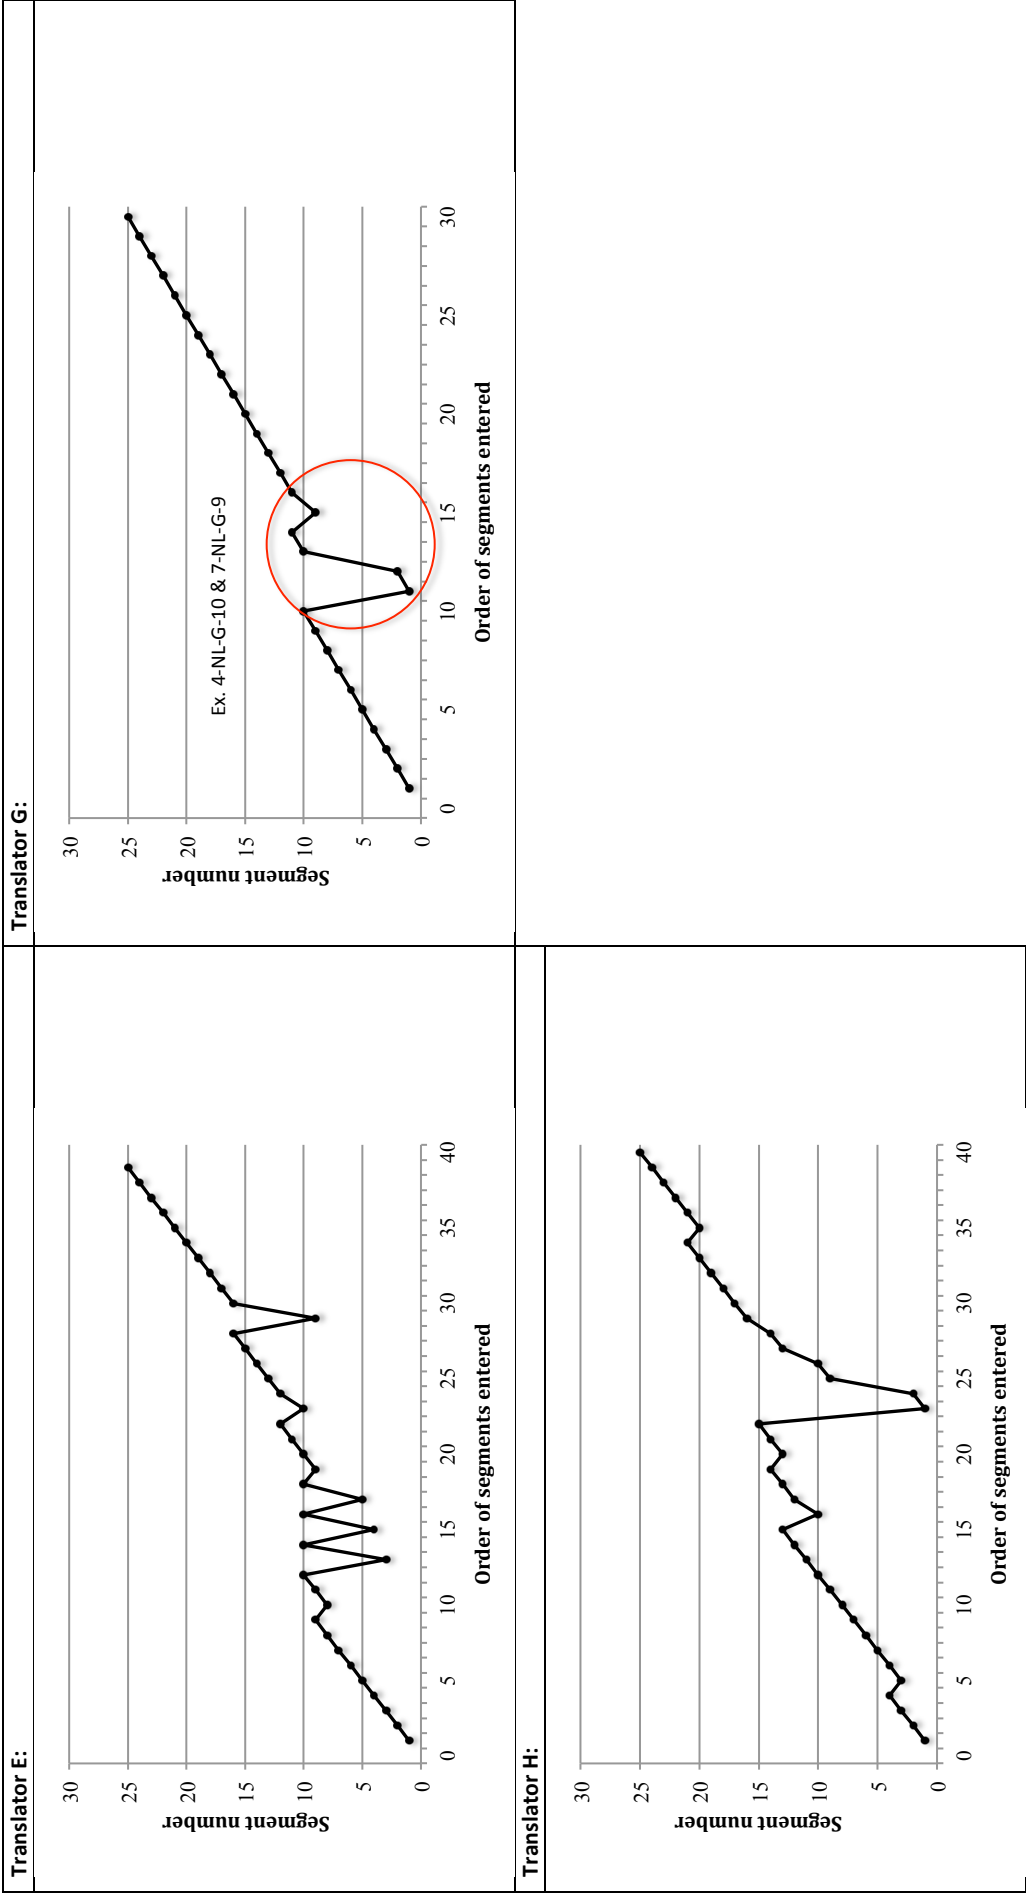 Translator E:
30
25
20
15
10
5
0
Segment number
0 5 10 15 20 25 30 35 40
Order of segments entered
Translator G:
30
25
20
15
10
5
0
Segment number
Ex. 4-NL-G-10 & 7-NL-G-9
0 5 10 15 20 25 30
Order of segments entered
Translator H:
30
25
20
15
10
5
0
Segment number
0 5 10 15 20 25 30 35 40
Order of segments entered